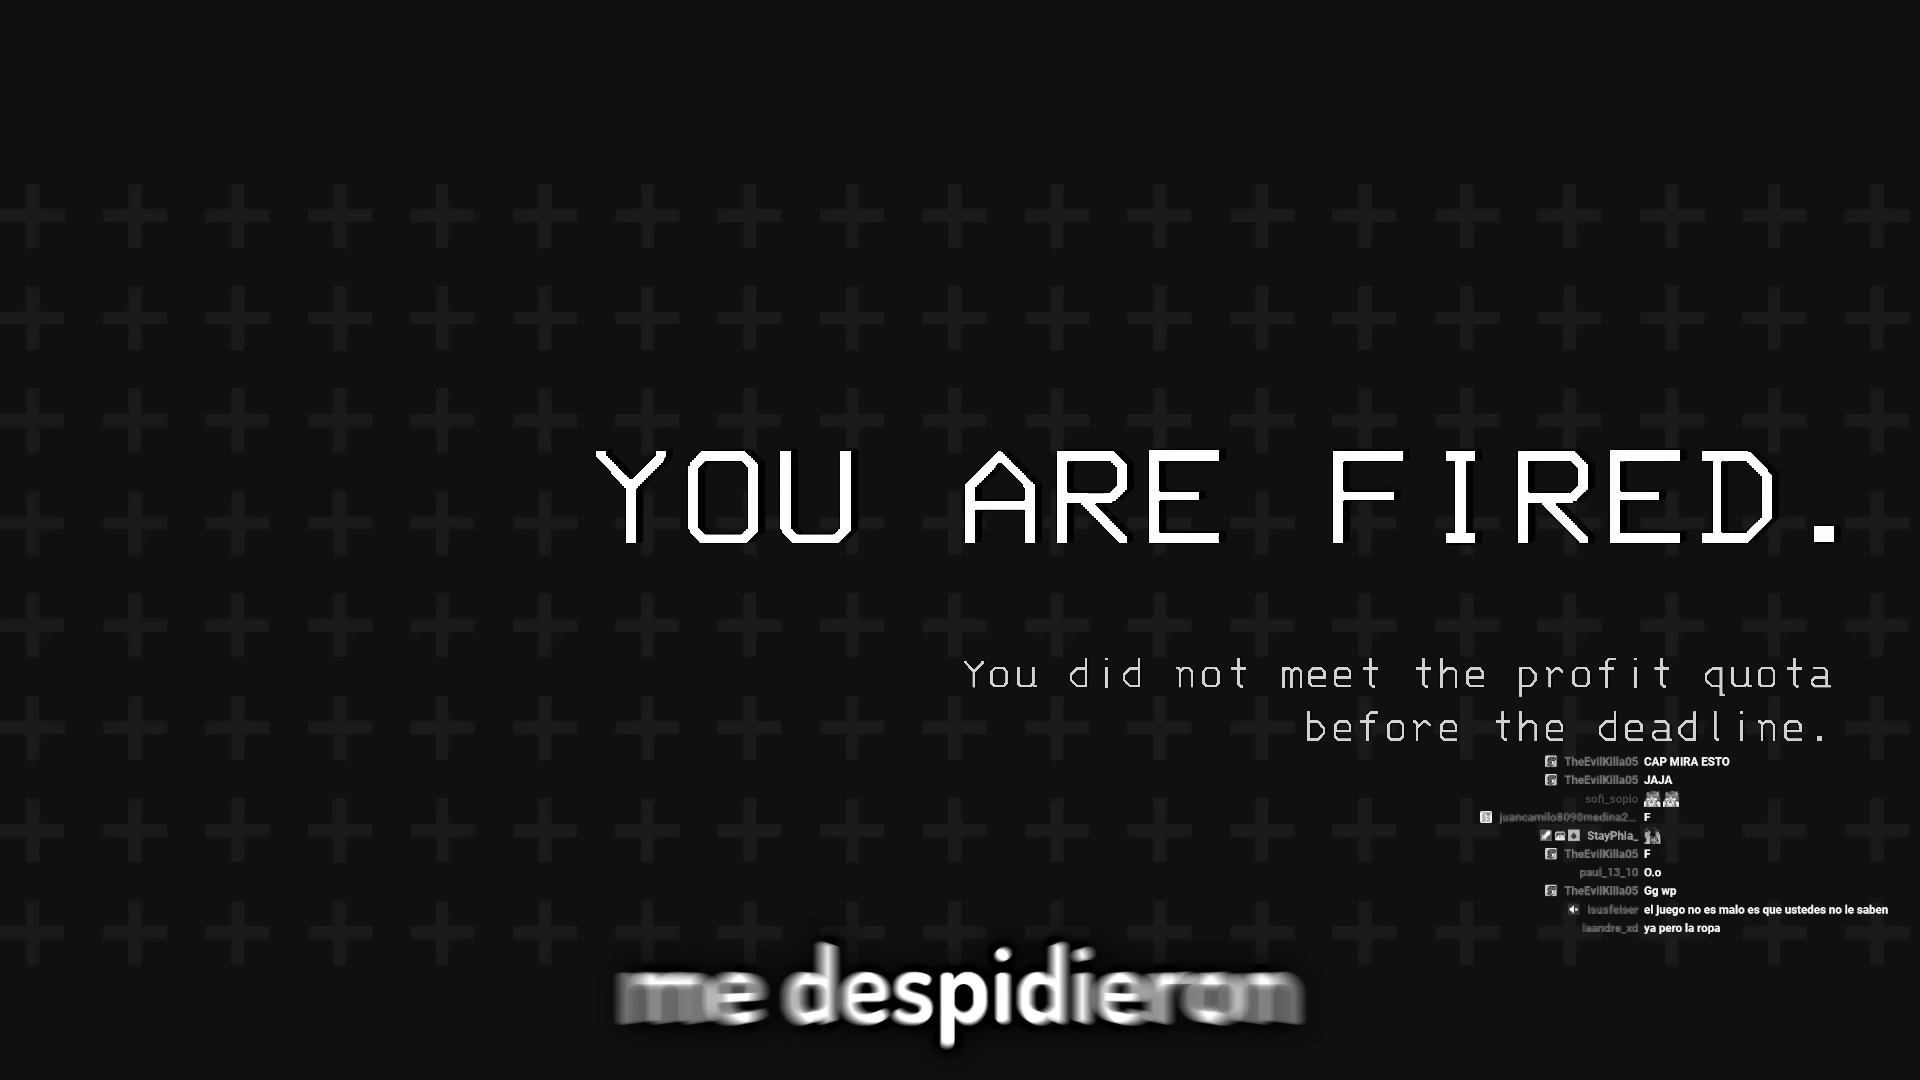 YOU ARE FIRED.
You did not meet the profit quota
before the deadline.
TheEvilKilla05 CAP MIRA ESTO
TheEvilKilla05 JAJA
sofi_soplo
juancamilo8090medina2... F
StayPhia_
TheEvilKilla05 F
paul_13_10 O.o
TheEvilKilla05 Gg wp
el juego no es malo es que ustedes no le saben
laandre_xd ya pero la ropa
me despidieron